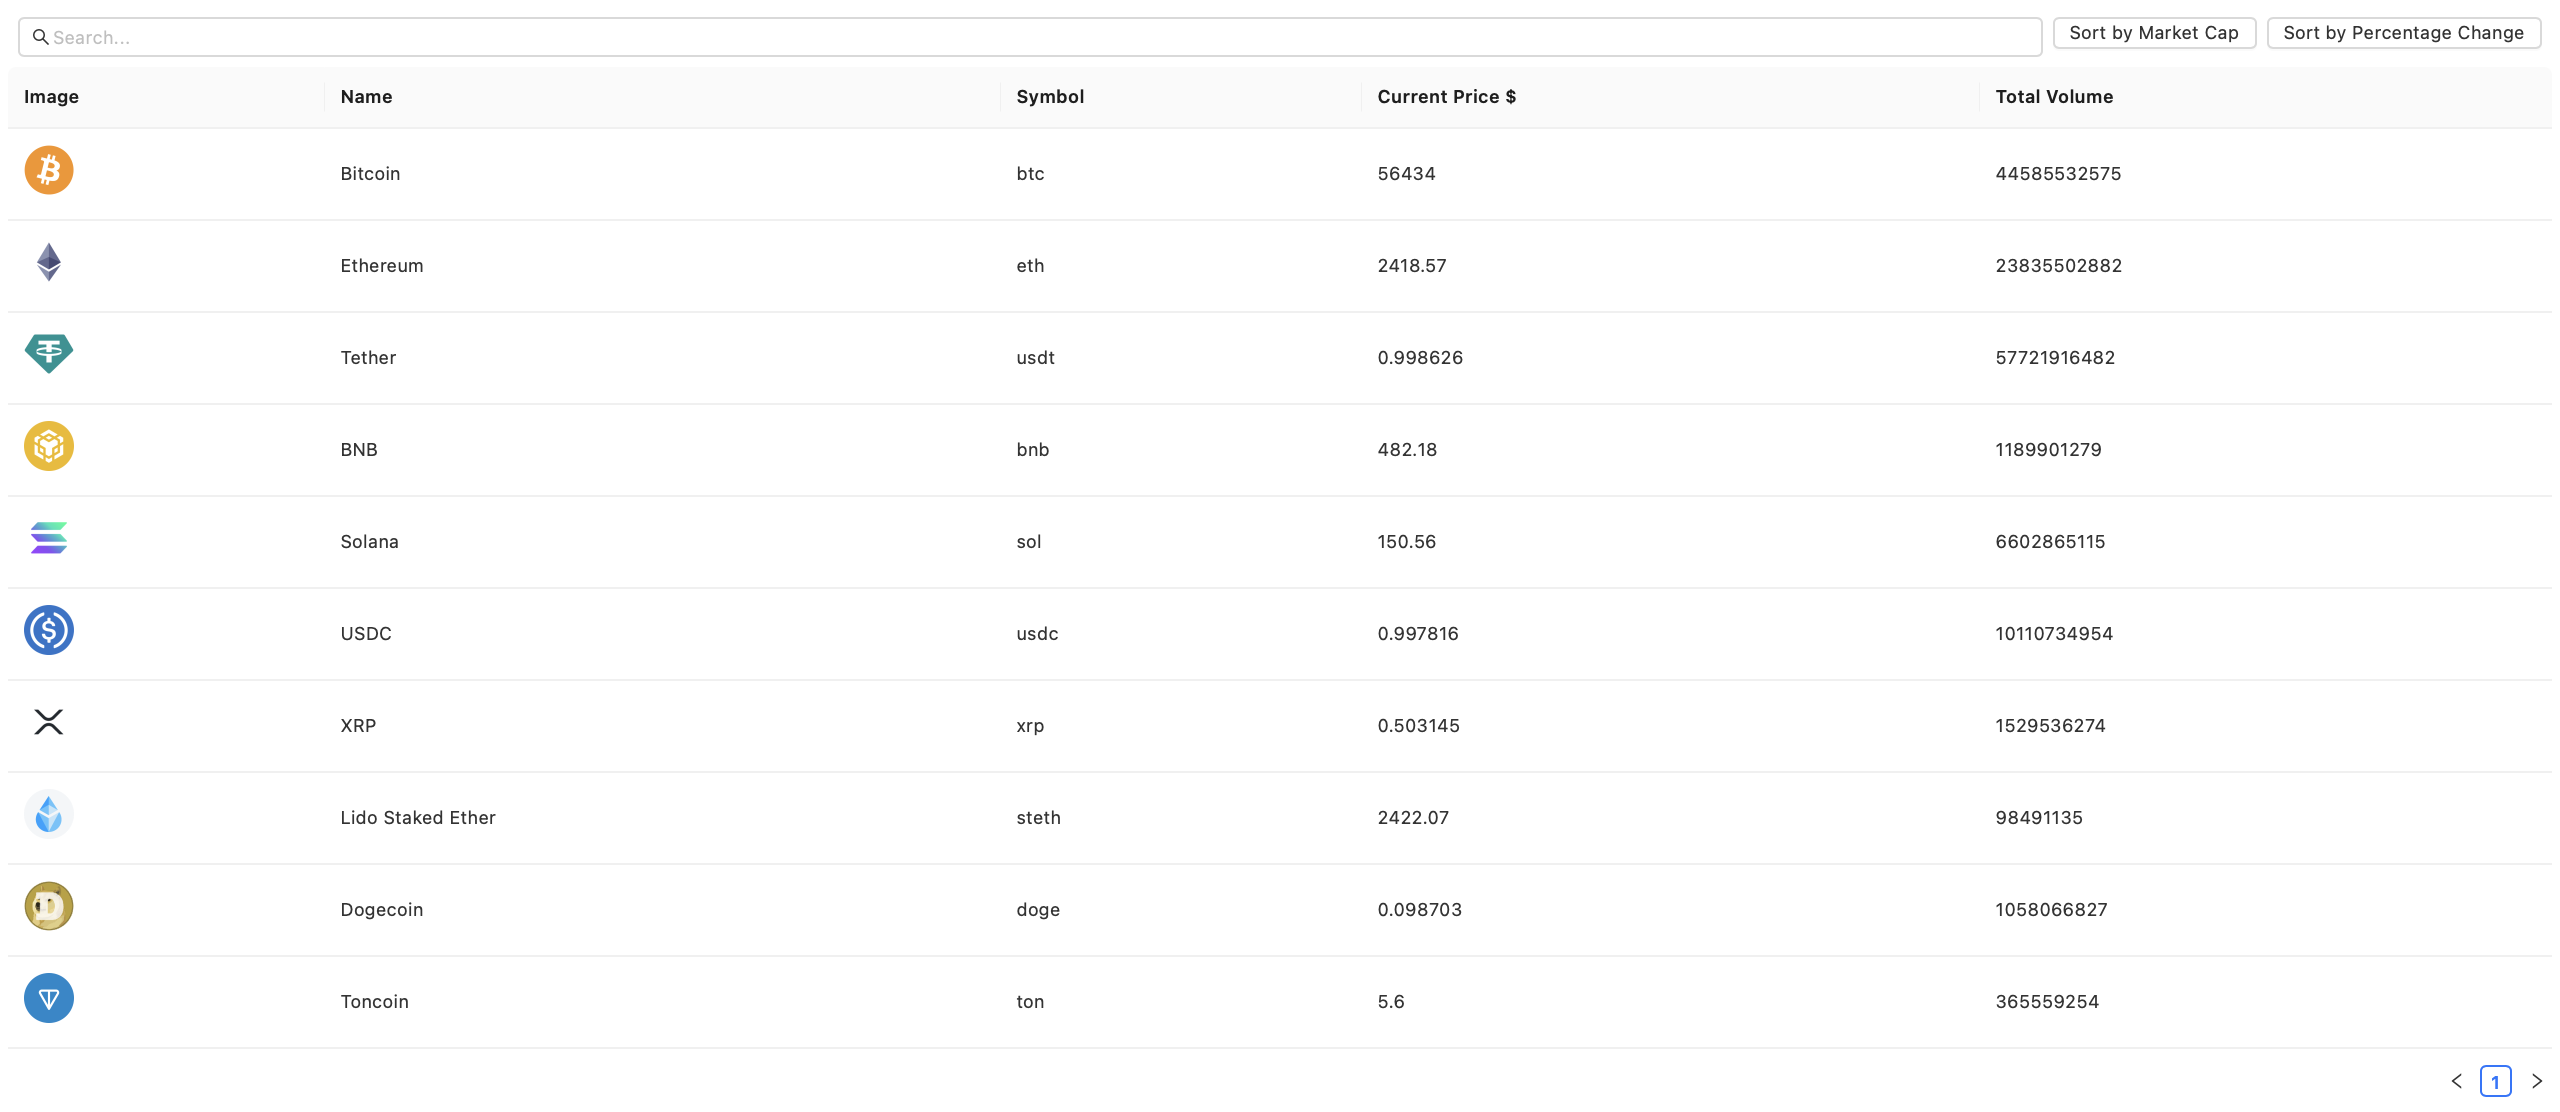 Search...
Sort by Market Cap
Sort by Percentage Change
Image Name Symbol Current Price $ Total Volume
Bitcoin btc 56434 44585532575
Ethereum eth 2418.57 23835502882
Tether usdt 0.998626 57721916482
BNB bnb 482.18 1189901279
Solana sol 150.56 6602865115
USDC usdc 0.997816 10110734954
XRP xrp 0.503145 1529536274
Lido Staked Ether steth 2422.07 98491135
Dogecoin doge 0.098703 1058066827
Toncoin ton 5.6 365559254
1